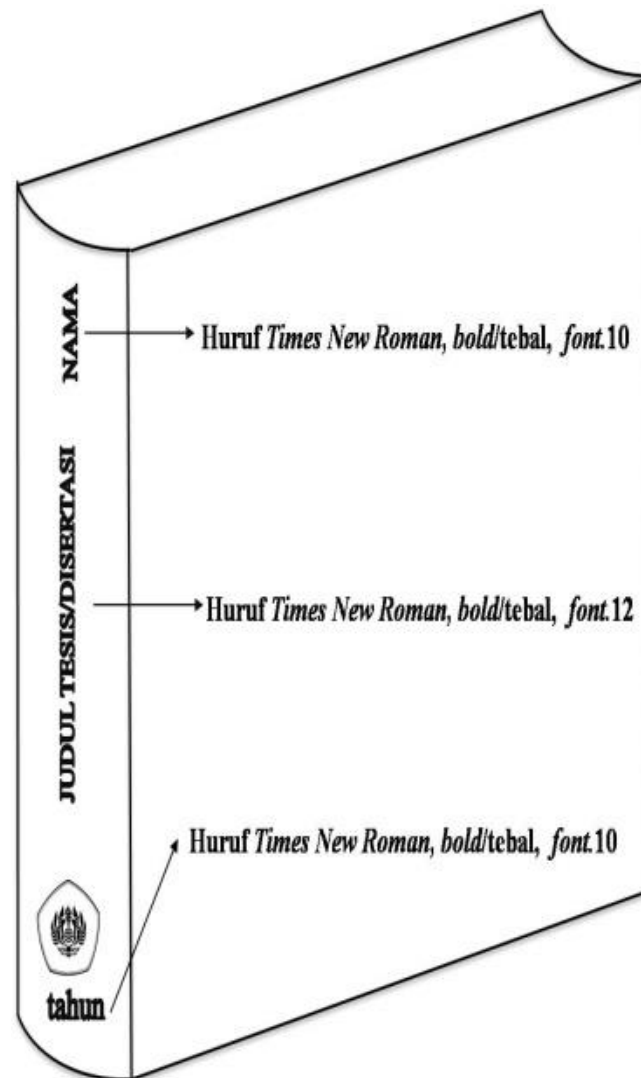 NAMA
Huruf Times New Roman, bold/tebal, font.10
JUDUL TESIS/DISERTASI
Huruf Times New Roman, bold/tebal, font.12
Huruf Times New Roman, bold/tebal, font.10
tahun